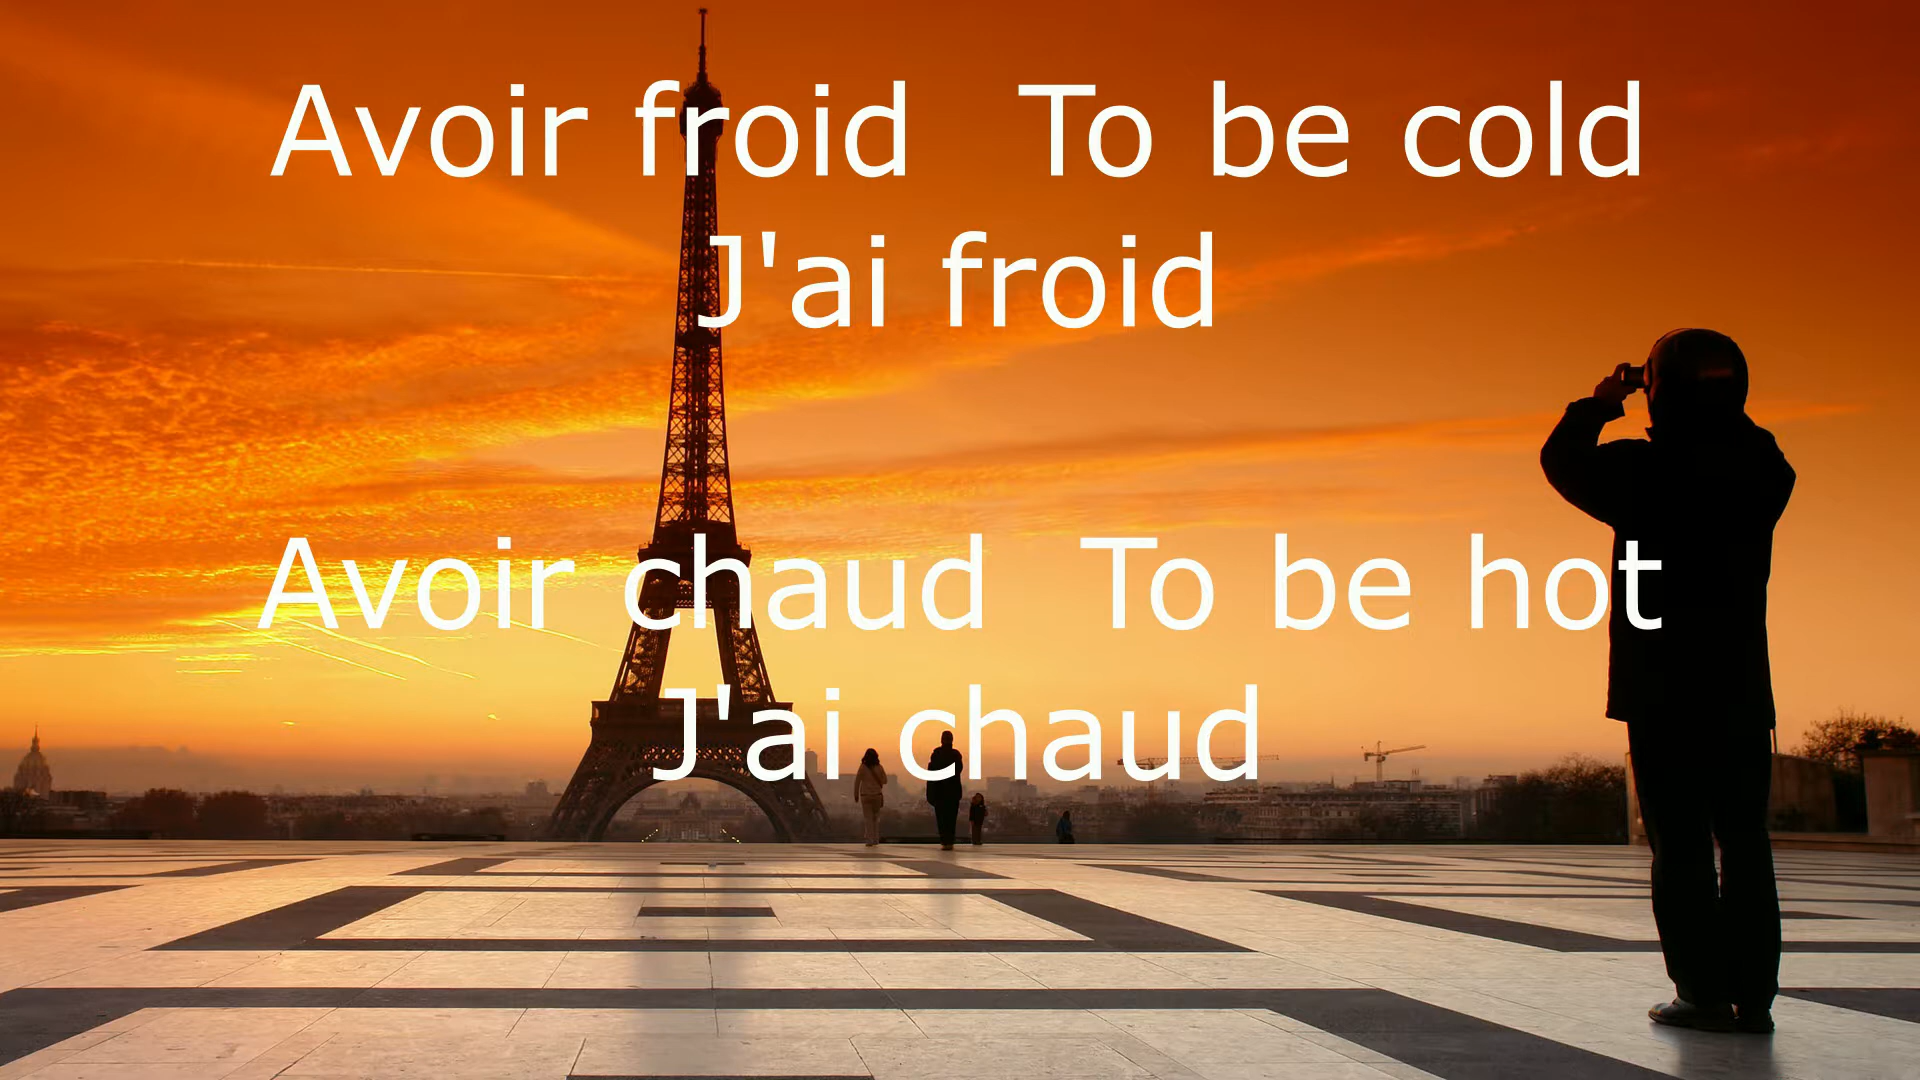 Avoir froid To be cold
J'ai froid
Avoir chaud To be hot
J'ai chaud